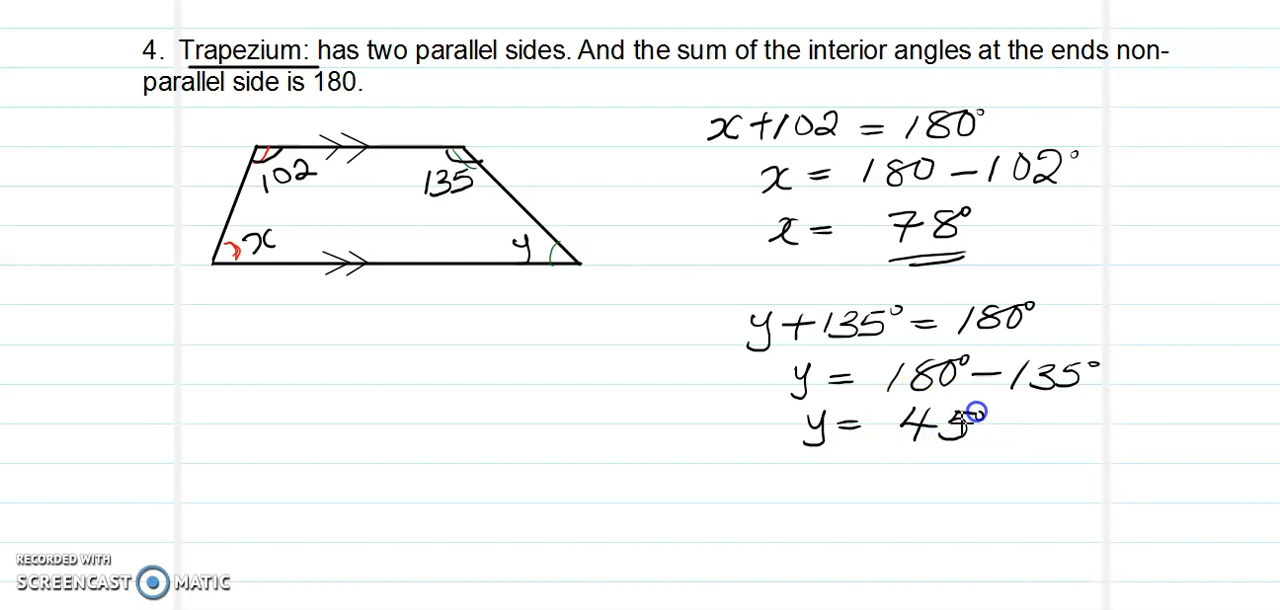 4. Trapezium: has two parallel sides. And the sum of the interior angles at the ends non-
parallel side is 180.
x+102 = 180°
x = 180 - 102°
x = 78°
102
135
x
y
y + 135° = 180°
y = 180° - 135°
y = 45°
RECORDED WITH
SCREENCAST MATIC